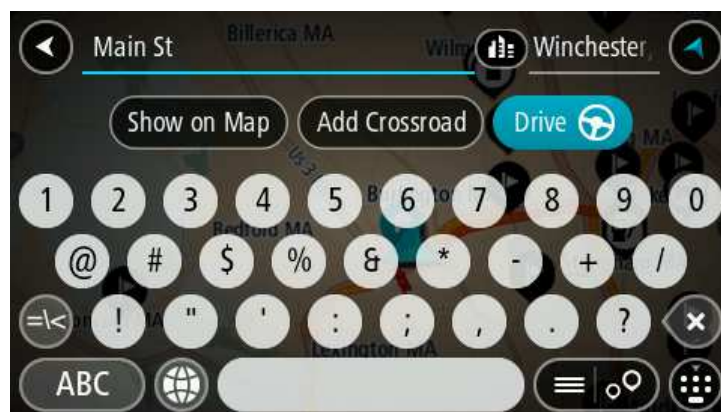 Main St Winchester,
Billerica MA
Show on Map Add Crossroad Drive
1 2 3 4 5 6 7 8 9 0
Bedford MA
@ # $ % & * - + /
=\< ! " ' : ; , . ?
Lexington MA
ABC